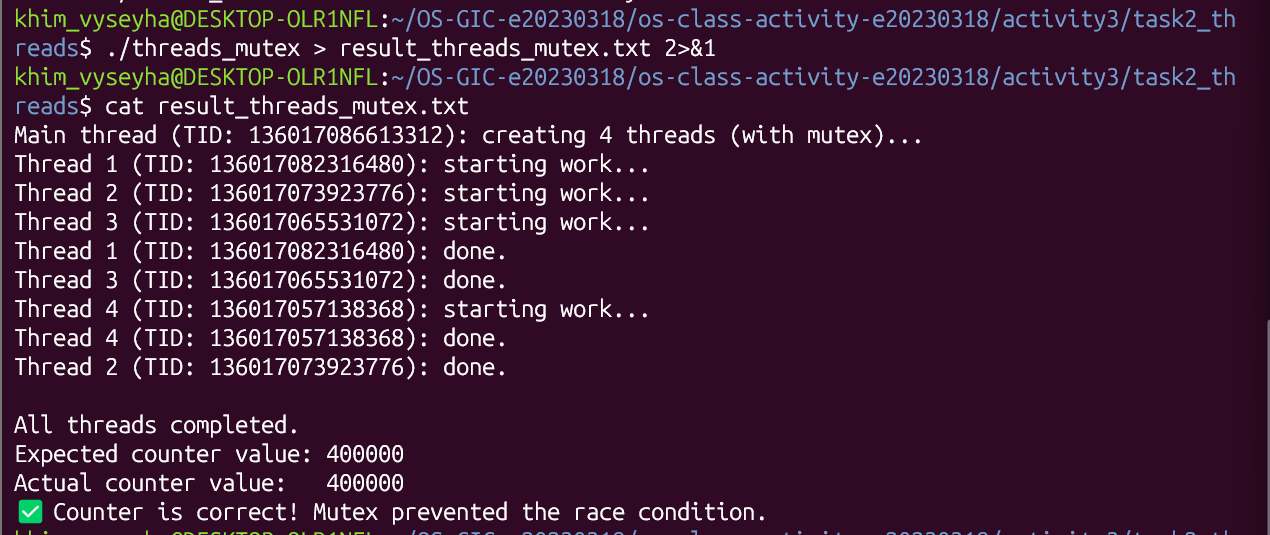 khim_vyseyha@DESKTOP-OLR1NFL:~/OS-GIC-e20230318/os-class-activity-e20230318/activity3/task2_th
reads$ ./threads_mutex > result_threads_mutex.txt 2>&1
khim_vyseyha@DESKTOP-OLR1NFL:~/OS-GIC-e20230318/os-class-activity-e20230318/activity3/task2_th
reads$ cat result_threads_mutex.txt
Main thread (TID: 136017086613312): creating 4 threads (with mutex)...
Thread 1 (TID: 136017082316480): starting work...
Thread 2 (TID: 136017073923776): starting work...
Thread 3 (TID: 136017065531072): starting work...
Thread 1 (TID: 136017082316480): done.
Thread 3 (TID: 136017065531072): done.
Thread 4 (TID: 136017057138368): starting work...
Thread 4 (TID: 136017057138368): done.
Thread 2 (TID: 136017073923776): done.
All threads completed.
Expected counter value: 400000
Actual counter value:   400000
✅ Counter is correct! Mutex prevented the race condition.